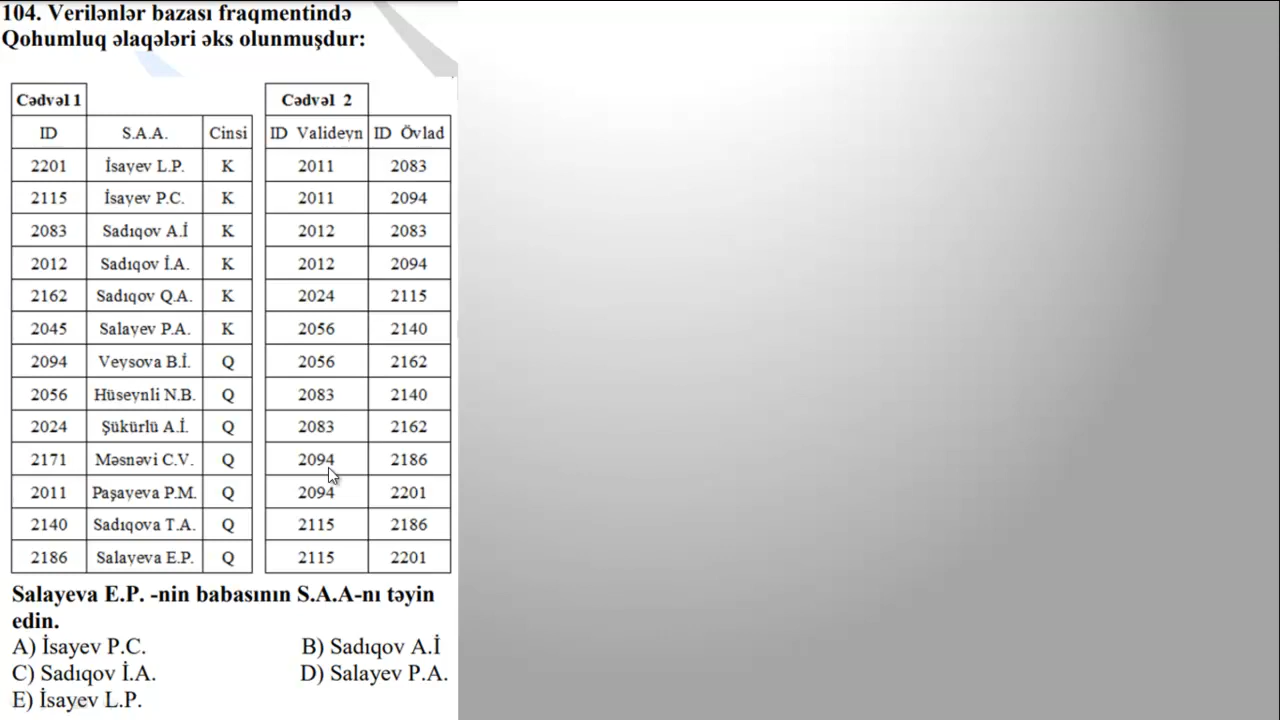 104. Verilənlər bazası fraqmentində
Qohumluq əlaqələri əks olunmuşdur:
Cədvəl 1 Cədvəl 2
ID S.A.A. Cinsi ID Valideyn ID Övlad
2201 İsayev L.P. K 2011 2083
2115 İsayev P.C. K 2011 2094
2083 Sadıqov A.İ K 2012 2083
2012 Sadıqov İ.A. K 2012 2094
2162 Sadıqov Q.A. K 2024 2115
2045 Salayev P.A. K 2056 2140
2094 Veysova B.İ. Q 2056 2162
2056 Hüseynli N.B. Q 2083 2140
2024 Şükürlü A.İ. Q 2083 2162
2171 Məsnəvi C.V. Q 2094 2186
2011 Paşayeva P.M. Q 2094 2201
2140 Sadıqova T.A. Q 2115 2186
2186 Salayeva E.P. Q 2115 2201
Salayeva E.P. -nin babasının S.A.A-nı təyin
edin.
A) İsayev P.C. B) Sadıqov A.İ
C) Sadıqov İ.A. D) Salayev P.A.
E) İsayev L.P.